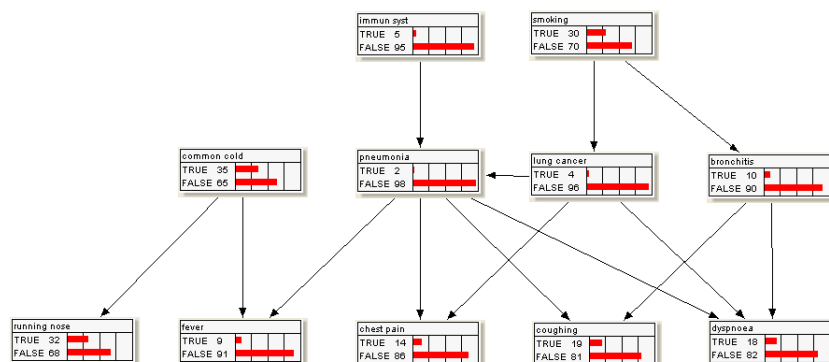 immun syst
TRUE 5
FALSE 95
smoking
TRUE 30
FALSE 70
common cold
TRUE 35
FALSE 65
pneumonia
TRUE 2
FALSE 98
lung cancer
TRUE 4
FALSE 96
bronchitis
TRUE 10
FALSE 90
running nose
TRUE 32
FALSE 68
fever
TRUE 9
FALSE 91
chest pain
TRUE 14
FALSE 86
coughing
TRUE 19
FALSE 81
dyspnoea
TRUE 18
FALSE 82